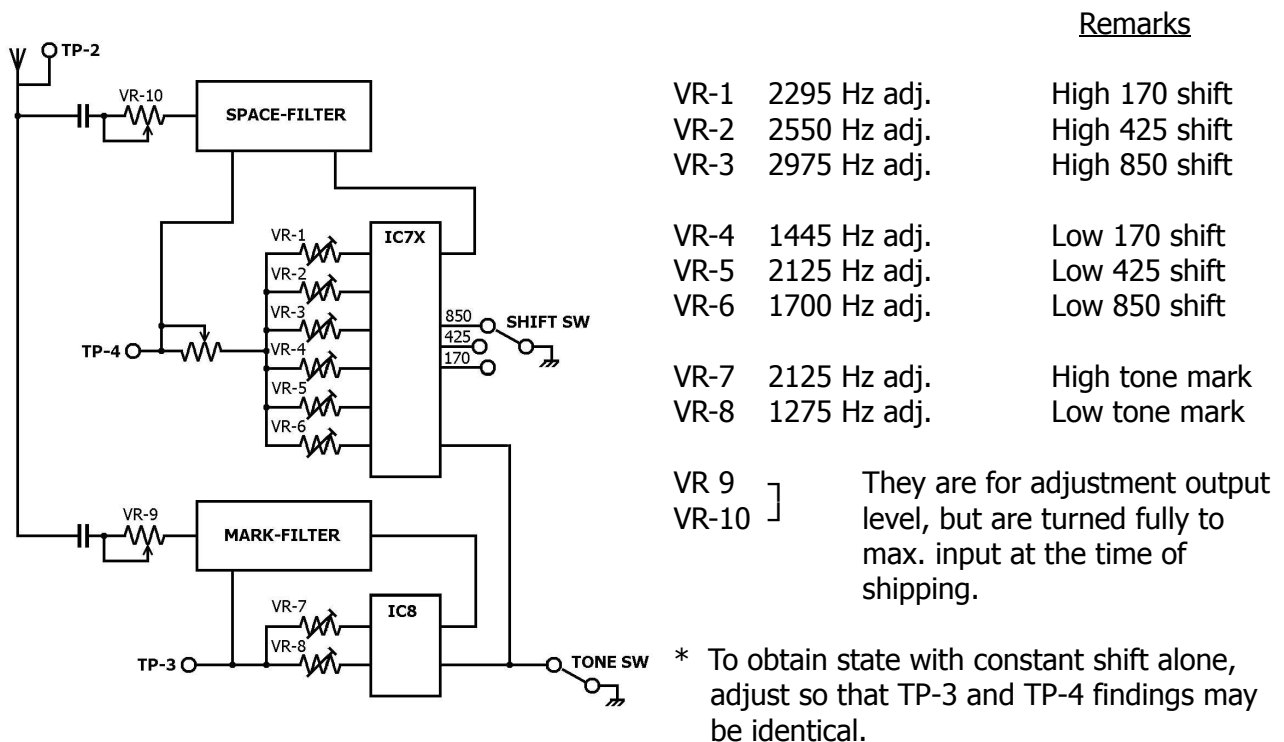 TP-2
VR-10
SPACE-FILTER
VR-1
IC7X
VR-2
VR-3
850
SHIFT SW
VR-4
425
TP-4
170
VR-5
VR-6
VR-9
MARK-FILTER
VR-7
IC8
VR-8
TP-3
TONE SW
Remarks
VR-1 2295 Hz adj. High 170 shift
VR-2 2550 Hz adj. High 425 shift
VR-3 2975 Hz adj. High 850 shift
VR-4 1445 Hz adj. Low 170 shift
VR-5 2125 Hz adj. Low 425 shift
VR-6 1700 Hz adj. Low 850 shift
VR-7 2125 Hz adj. High tone mark
VR-8 1275 Hz adj. Low tone mark
VR 9
VR-10
They are for adjustment output
level, but are turned fully to
max. input at the time of
shipping.
* To obtain state with constant shift alone,
adjust so that TP-3 and TP-4 findings may
be identical.